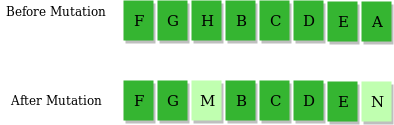 Before Mutation F G H B C D E A
After Mutation F G M B C D E N